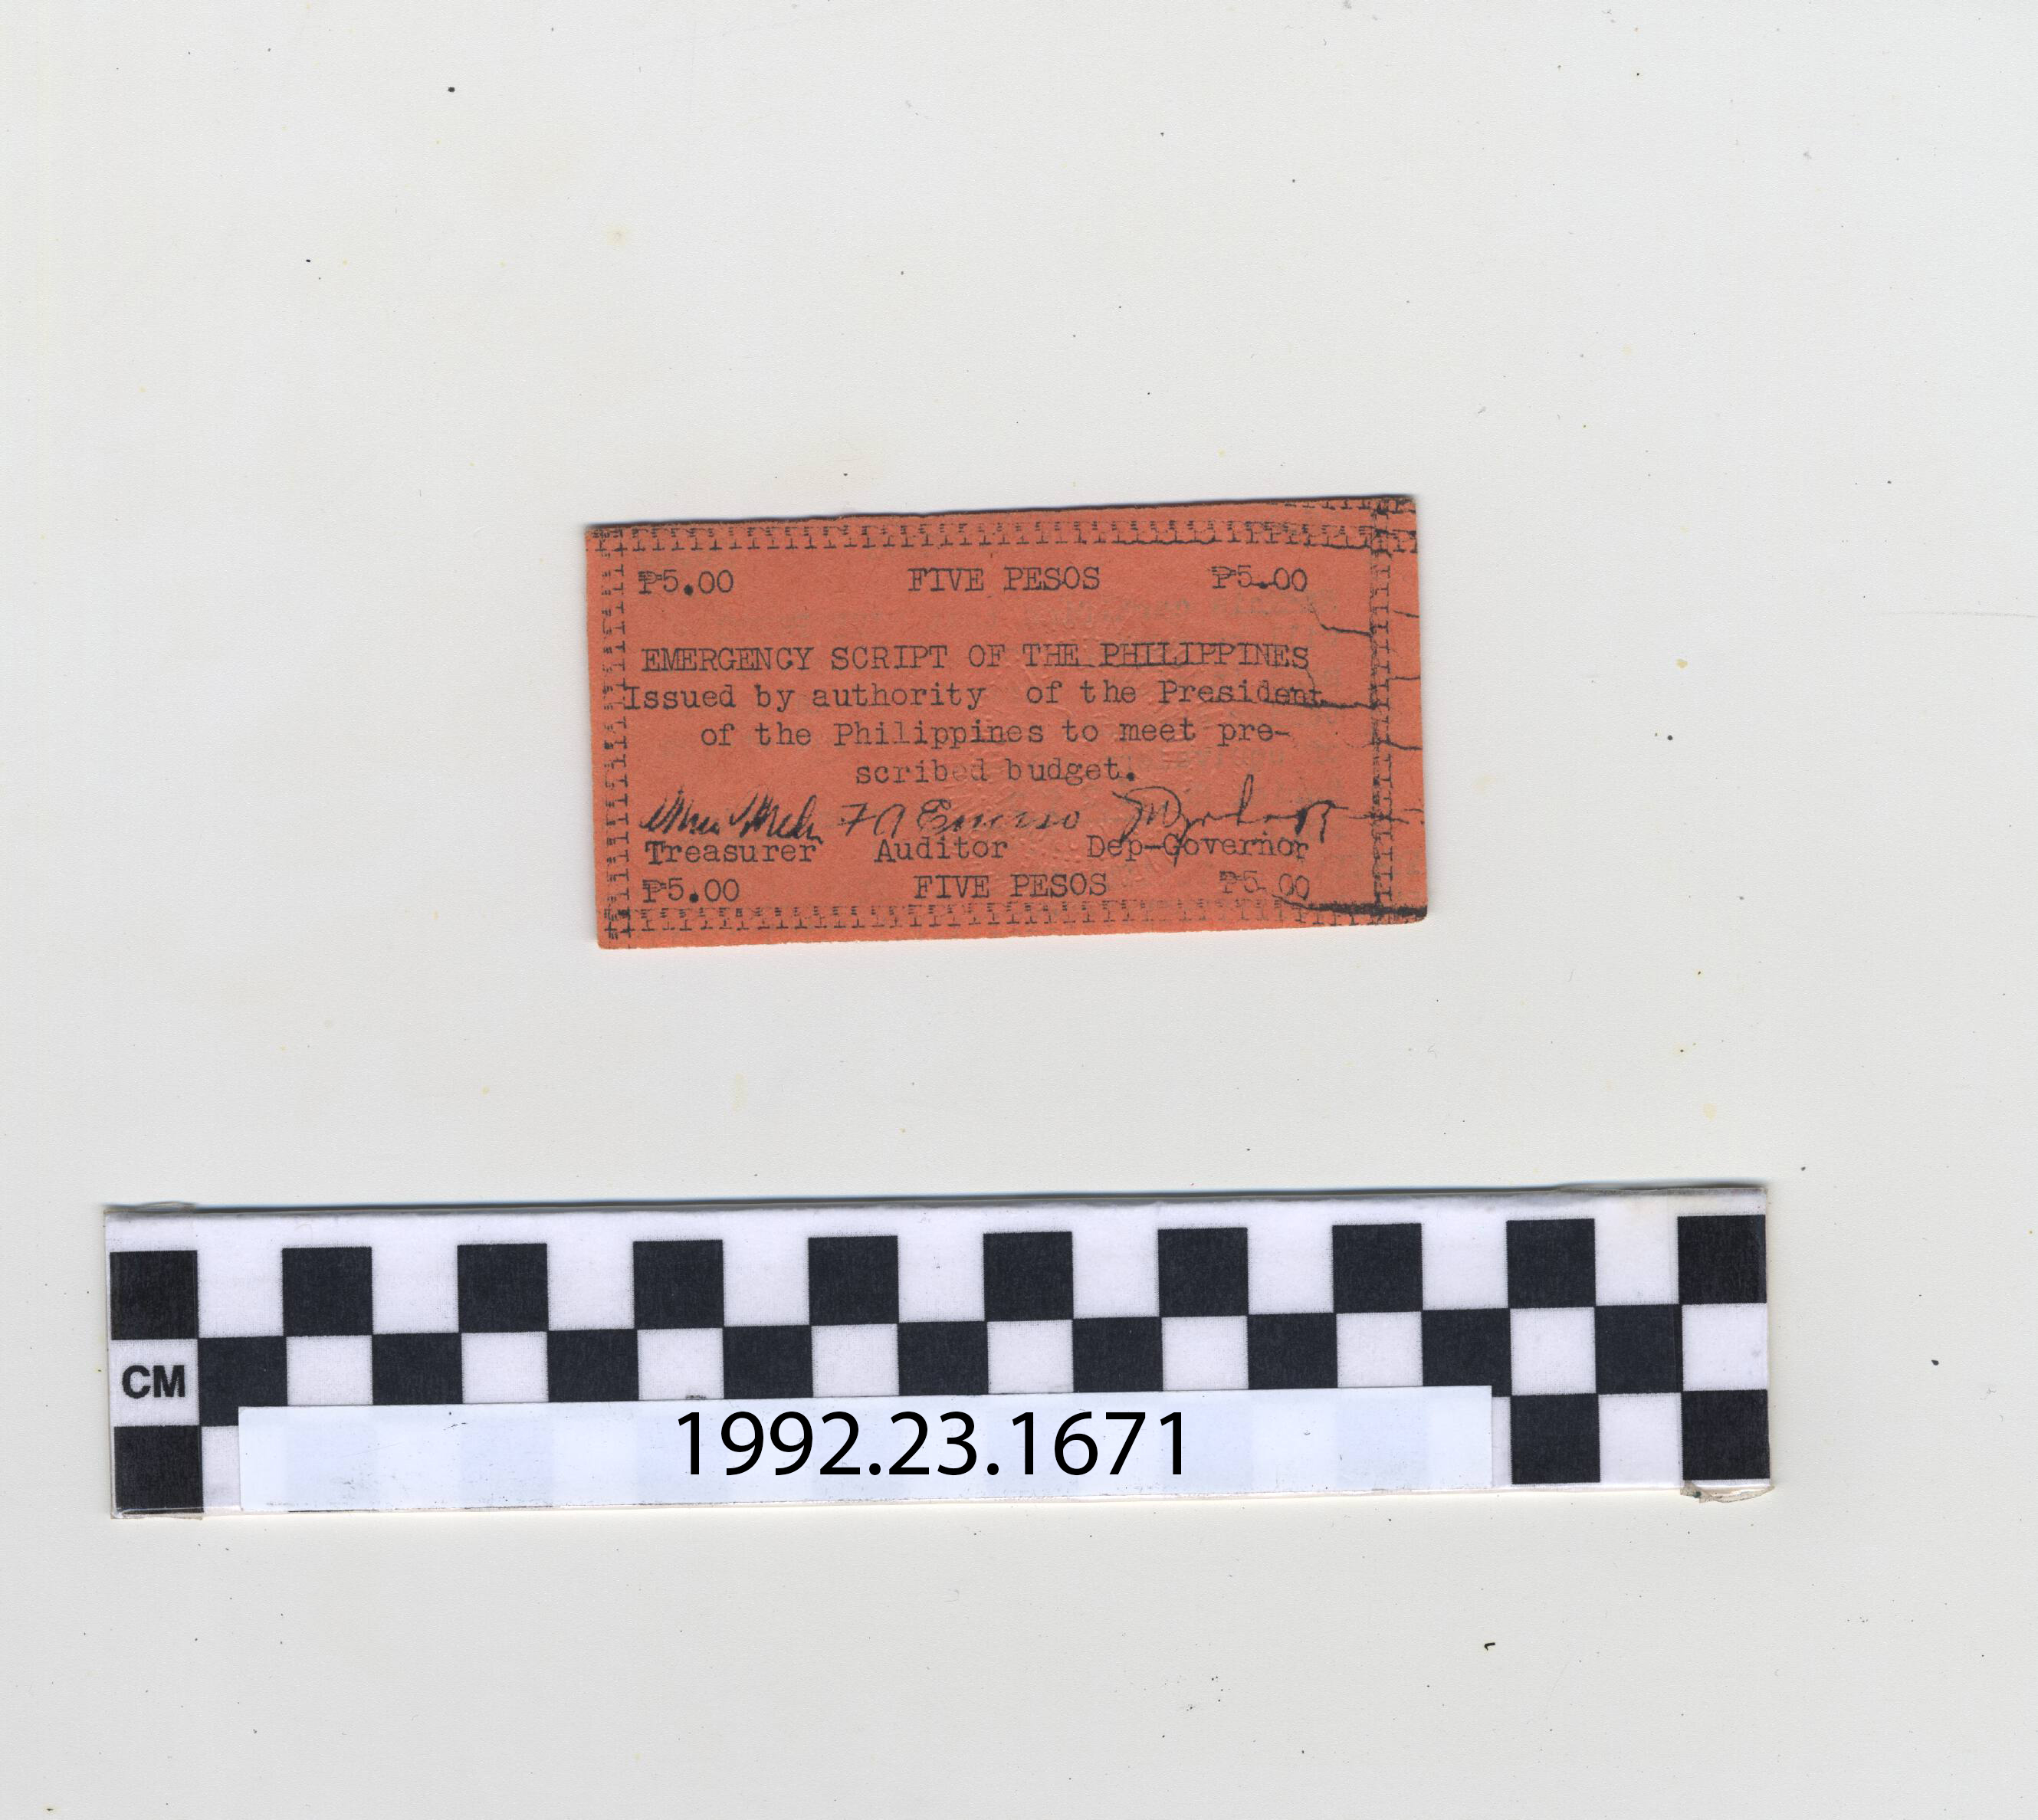 ₱5.00 FIVE PESOS ₱5.00
EMERGENCY SCRIPT OF THE PHILIPPINES
Issued by authority of the President
of the Philippines to meet pre-
scribed budget.
Treasurer Auditor Dep-Governor
₱5.00 FIVE PESOS ₱5.00
CM
1992.23.1671